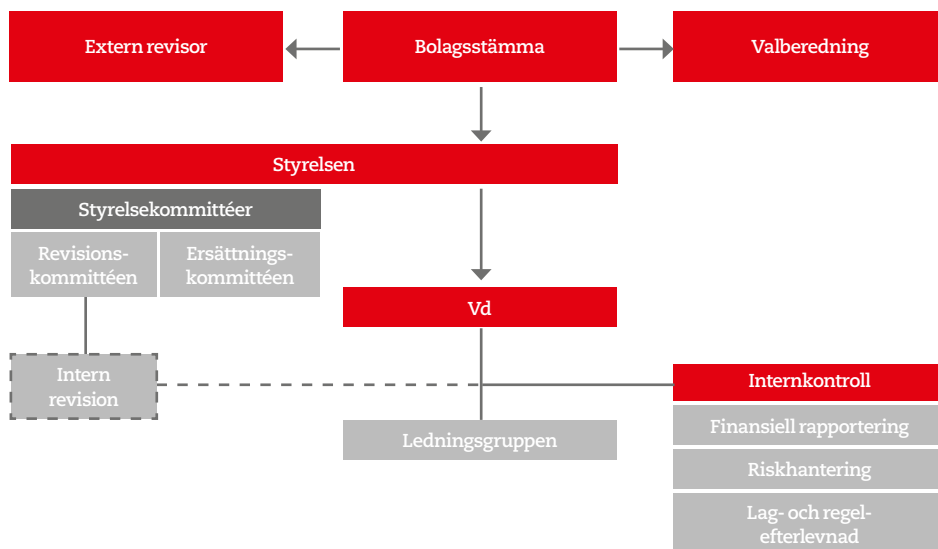 Extern revisor
Bolagsstämma
Valberedning
Styrelsen
Styrelsekommittéer
Revisions-
kommittéen
Ersättnings-
kommittéen
Vd
Intern
revision
Internkontroll
Ledningsgruppen
Finansiell rapportering
Riskhantering
Lag- och regel-
efterlevnad